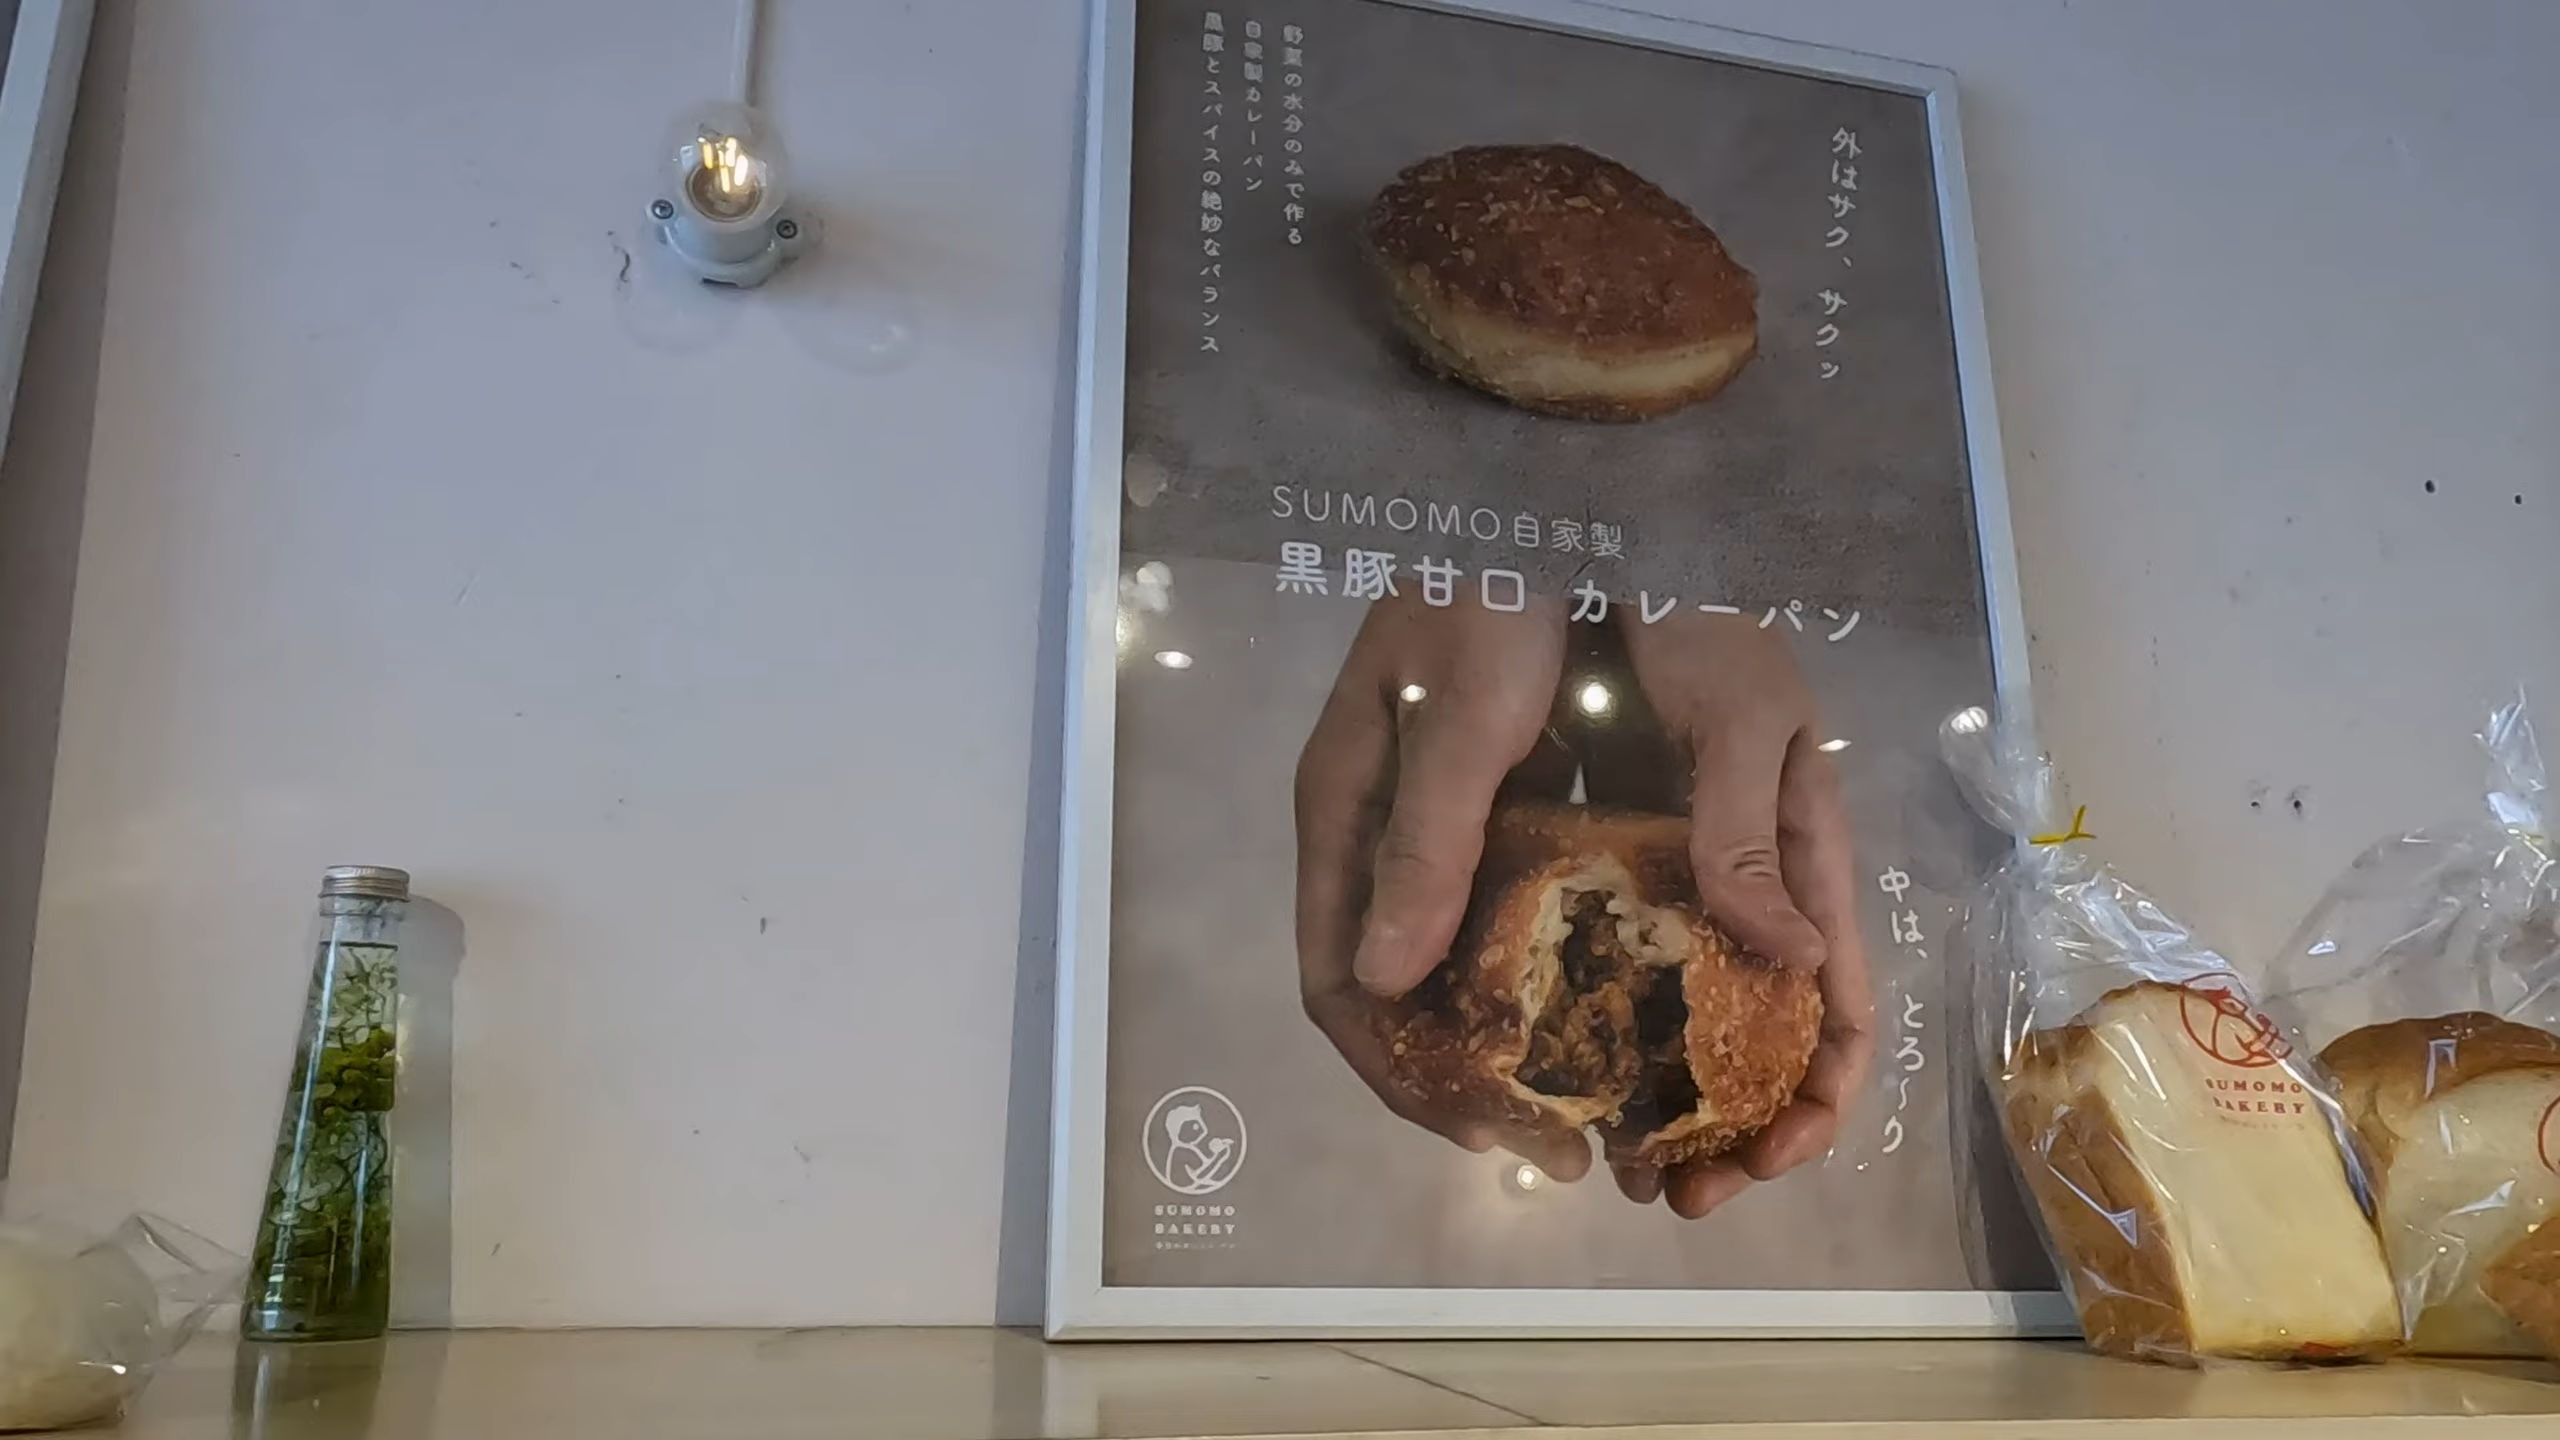 外はサク、サクッ
野菜の水分のみで作る
自家製カレーパン
黒豚とスパイスの絶妙なバランス
SUMOMO自家製
黒豚甘口 カレーパン
中は、とろ〜り
SUMOMO
BAKERY
SUMOMO
BAKERY